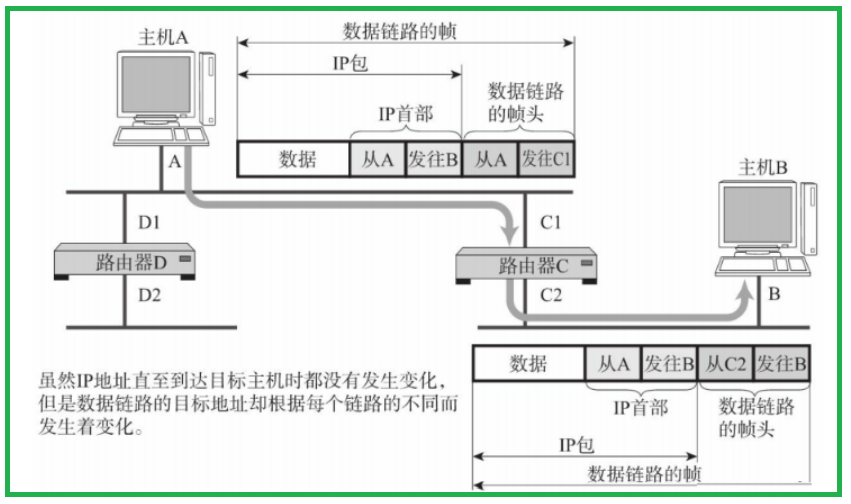 主机A
数据链路的帧
IP包
数据链路
的帧头
IP首部
数据
从A
发往B
从A
发往C1
A
主机B
D1
C1
路由器D
路由器C
D2
C2
B
数据
从A
发往B
从C2
发往B
虽然IP地址直至到达目标主机时都没有发生变化,
但是数据链路的目标地址却根据每个链路的不同而
发生着变化。
IP首部
数据链路
的帧头
IP包
数据链路的帧